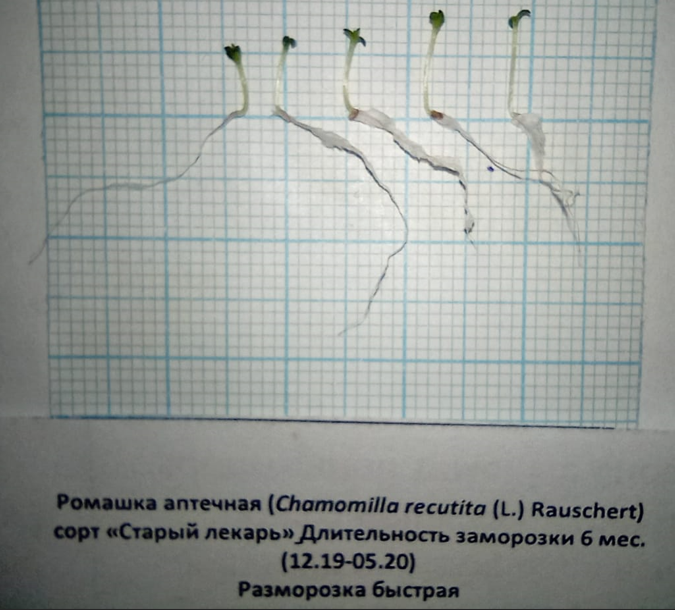 Ромашка аптечная (Chamomilla recutita (L.) Rauschert)
сорт «Старый лекарь» Длительность заморозки 6 мес.
(12.19-05.20)
Разморозка быстрая